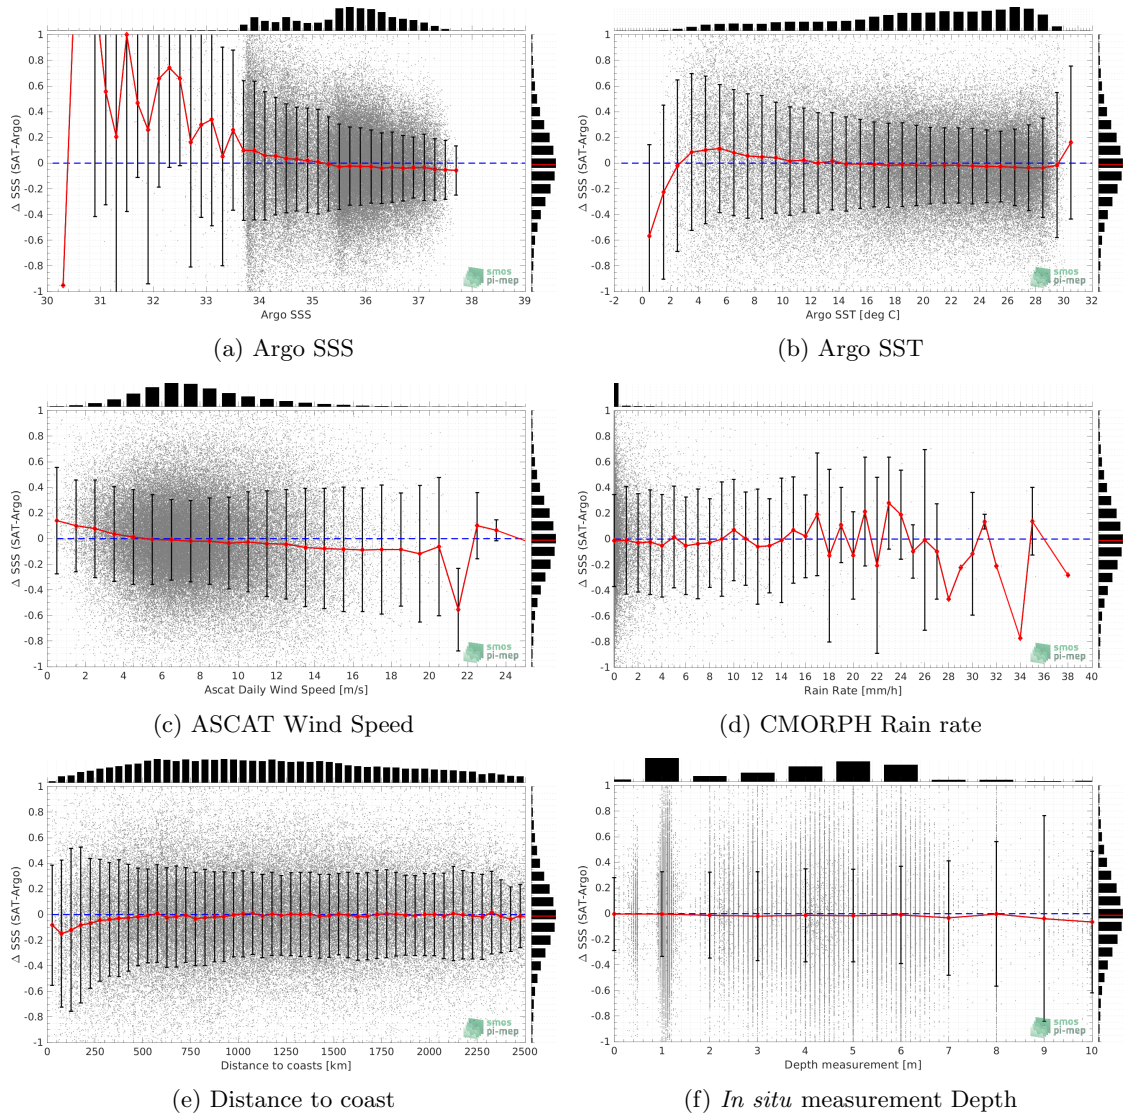 1
0.8
0.6
0.4
0.2
0
-0.2
-0.4
-0.6
-0.8
-1
Δ SSS (SAT-Argo)
30 31 32 33 34 35 36 37 38 39
Argo SSS
smos
pi-mep
(a) Argo SSS
1
0.8
0.6
0.4
0.2
0
-0.2
-0.4
-0.6
-0.8
-1
Δ SSS (SAT-Argo)
-2 0 2 4 6 8 10 12 14 16 18 20 22 24 26 28 30 32
Argo SST [deg C]
smos
pi-mep
(b) Argo SST
1
0.8
0.6
0.4
0.2
0
-0.2
-0.4
-0.6
-0.8
-1
Δ SSS (SAT-Argo)
0 2 4 6 8 10 12 14 16 18 20 22 24
Ascat Daily Wind Speed [m/s]
smos
pi-mep
(c) ASCAT Wind Speed
1
0.8
0.6
0.4
0.2
0
-0.2
-0.4
-0.6
-0.8
-1
Δ SSS (SAT-Argo)
0 2 4 6 8 10 12 14 16 18 20 22 24 26 28 30 32 34 36 38 40
Rain Rate [mm/h]
smos
pi-mep
(d) CMORPH Rain rate
1
0.8
0.6
0.4
0.2
0
-0.2
-0.4
-0.6
-0.8
-1
Δ SSS (SAT-Argo)
0 250 500 750 1000 1250 1500 1750 2000 2250 2500
Distance to coasts [km]
smos
pi-mep
(e) Distance to coast
1
0.8
0.6
0.4
0.2
0
-0.2
-0.4
-0.6
-0.8
-1
Δ SSS (SAT-Argo)
0 1 2 3 4 5 6 7 8 9 10
Depth measurement [m]
smos
pi-mep
(f) In situ measurement Depth